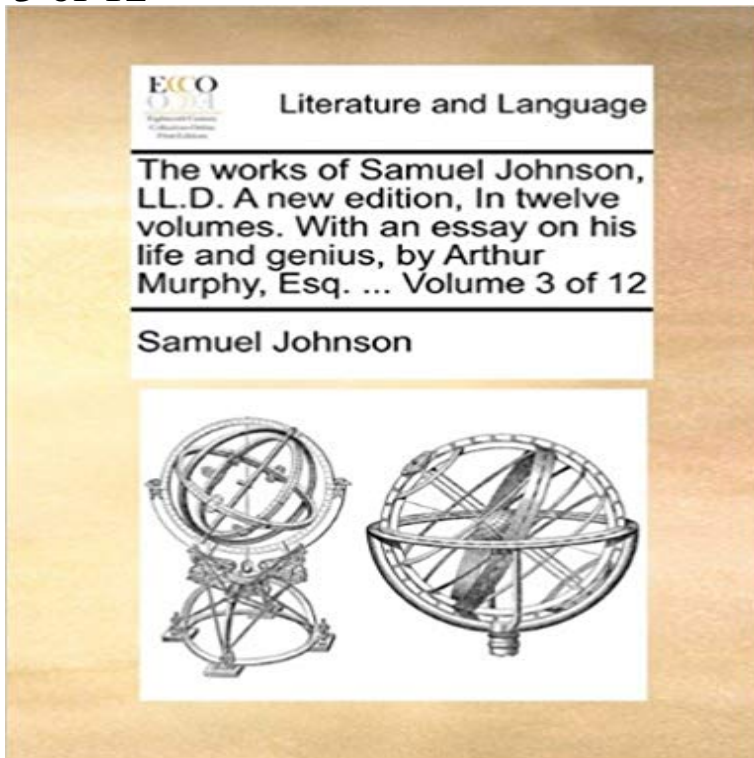 ECCO
Literature and Language
The works of Samuel Johnson,
LL.D. A new edition, In twelve
volumes. With an essay on his
life and genius, by Arthur
Murphy, Esq. ... Volume 3 of 12
Samuel Johnson